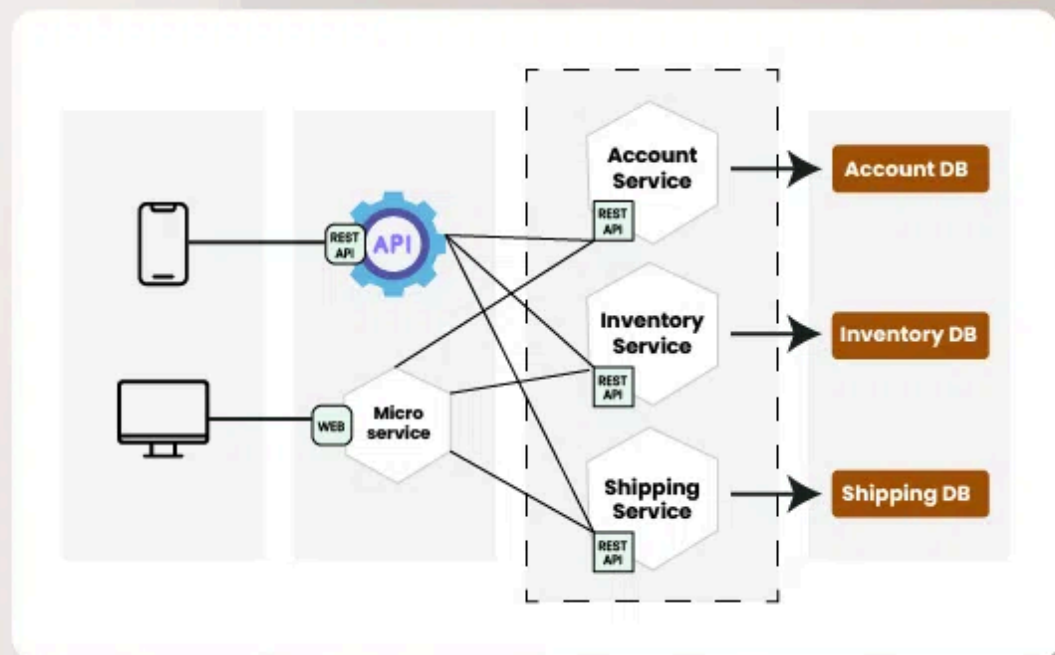 REST
API
API
WEB
Micro
service
Account
Service
REST
API
Inventory
Service
REST
API
Shipping
Service
REST
API
Account DB
Inventory DB
Shipping DB